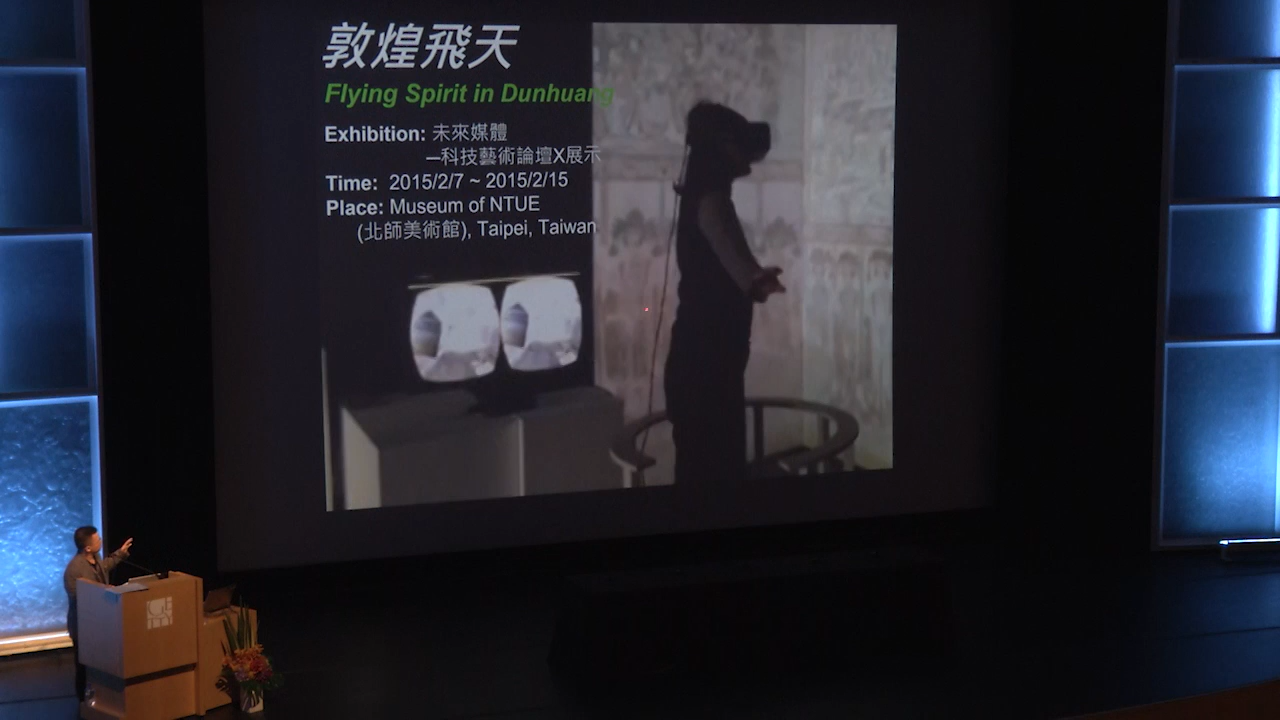 敦煌飛天
Flying Spirit in Dunhuang
Exhibition: 未來媒體
—科技藝術論壇X展示
Time: 2015/2/7 ~ 2015/2/15
Place: Museum of NTUE
(北師美術館), Taipei, Taiwan
GETTY